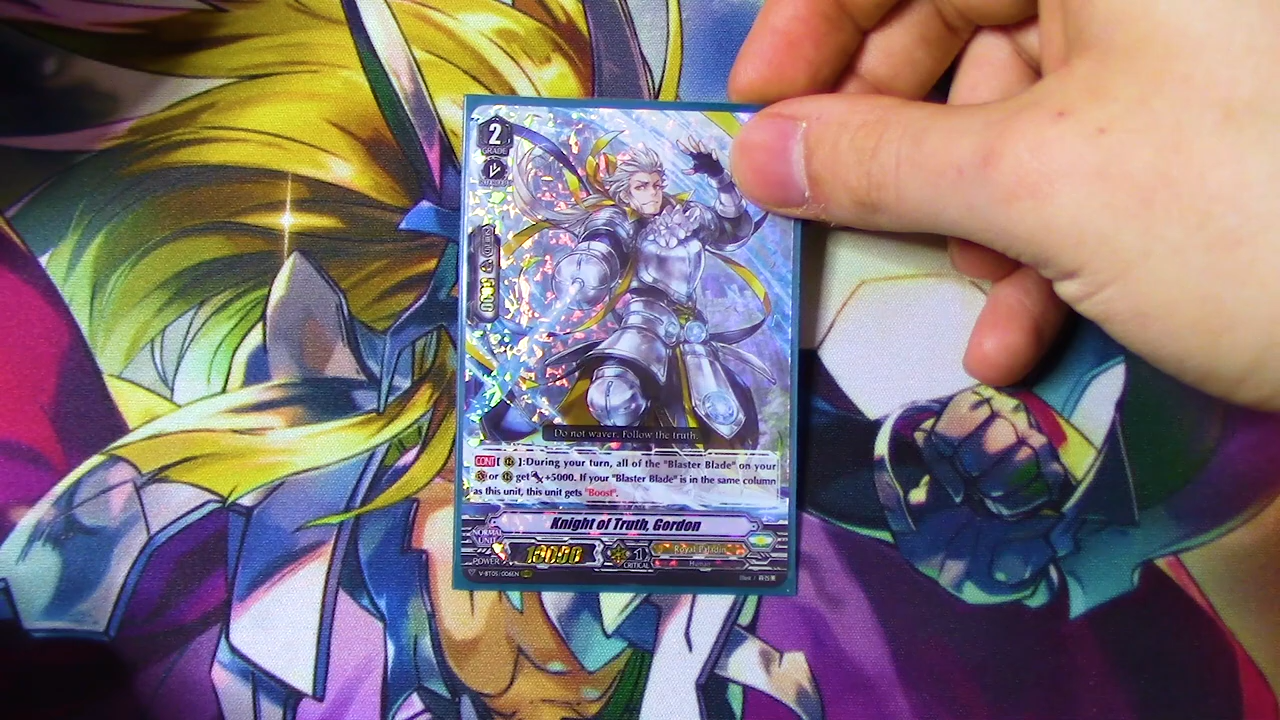 2
GRADE
Do not waver. Follow the truth.
CONT[ ]:During your turn, all of the "Blaster Blade" on your
or get +5000. If your "Blaster Blade" is in the same column
as this unit, this unit gets "Boost".
Knight of Truth, Gordon
NORMAL
UNIT
POWER 10000 1 CRITICAL
Royal Paladin
Human
V-BT05/006EN